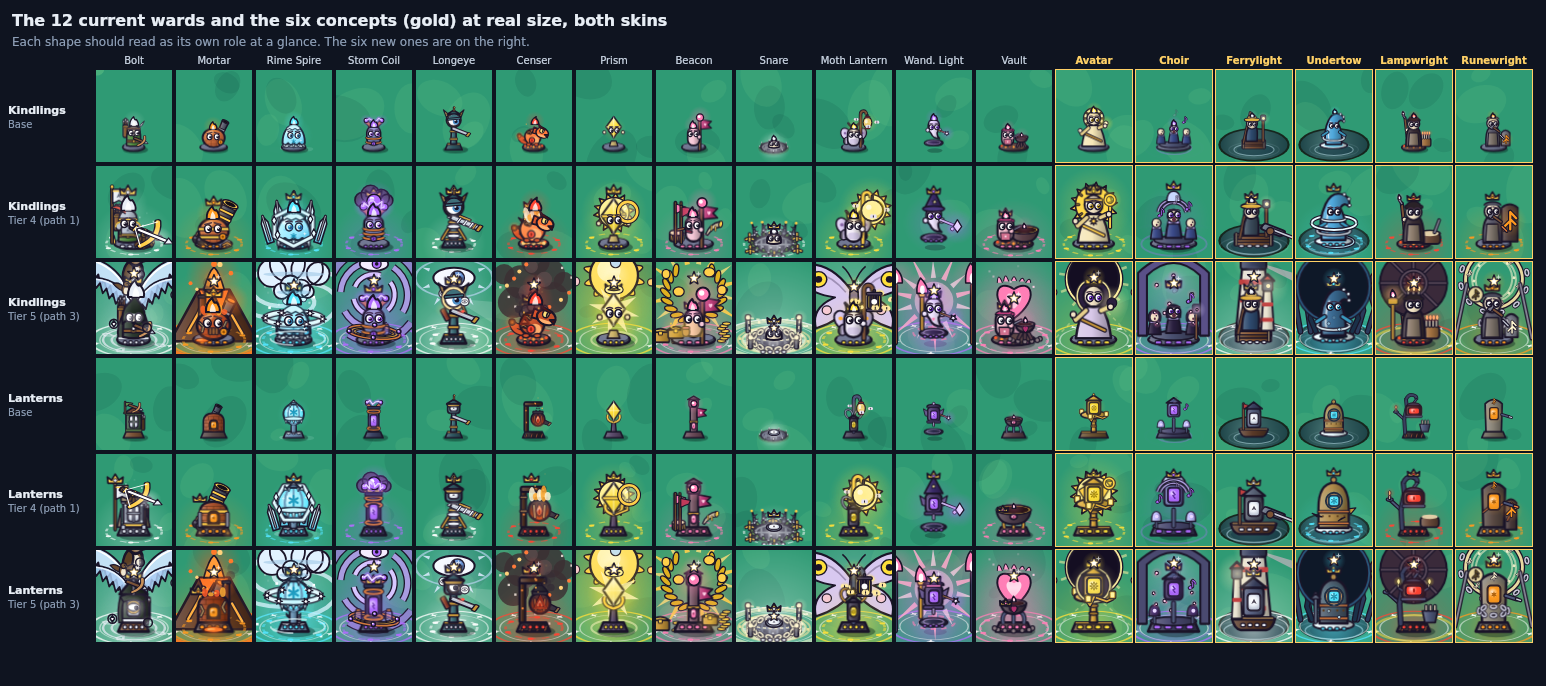 The 12 current wards and the six concepts (gold) at real size, both skins
Each shape should read as its own role at a glance. The six new ones are on the right.
Bolt Mortar Rime Spire Storm Coil Longeye Censer Prism Beacon Snare Moth Lantern Wand. Light Vault Avatar Choir Ferrylight Undertow Lampwright Runewright
Kindlings
Base
Kindlings
Tier 4 (path 1)
Kindlings
Tier 5 (path 3)
Lanterns
Base
Lanterns
Tier 4 (path 1)
Lanterns
Tier 5 (path 3)